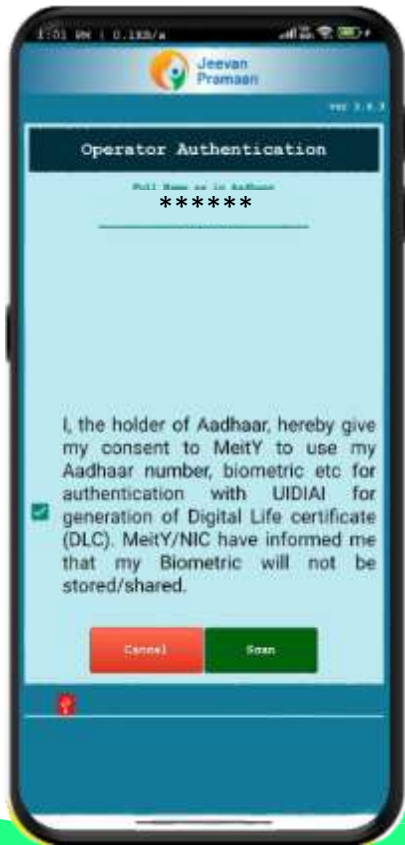 Jeevan
Pramaan
Operator Authentication
Full Name as in Aadhaar
******
I, the holder of Aadhaar, hereby give
my consent to MeitY to use my
Aadhaar number, biometric etc for
authentication with UIDIAI for
generation of Digital Life certificate
(DLC). MeitY/NIC have informed me
that my Biometric will not be
stored/shared.
Cancel Scan